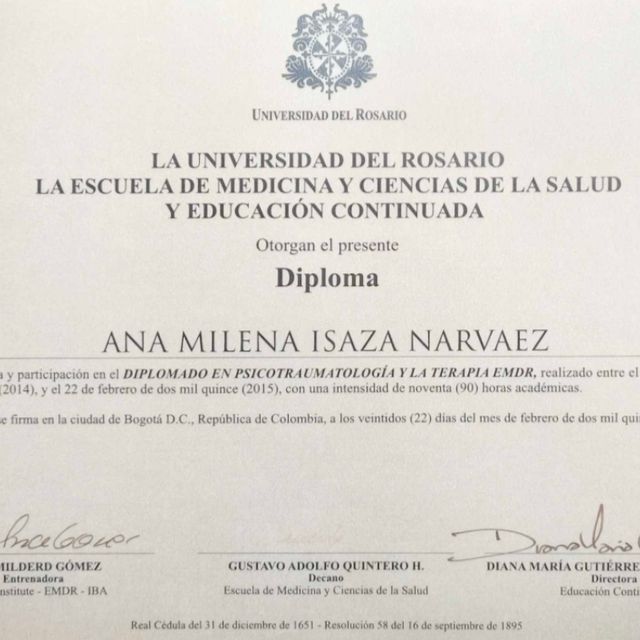 UNIVERSIDAD DEL ROSARIO
LA UNIVERSIDAD DEL ROSARIO
LA ESCUELA DE MEDICINA Y CIENCIAS DE LA SALUD
Y EDUCACIÓN CONTINUADA
Otorgan el presente
Diploma
ANA MILENA ISAZA NARVAEZ
y participación en el DIPLOMADO EN PSICOTRAUMATOLOGÍA Y LA TERAPIA EMDR, realizado entre el
(2014), y el 22 de febrero de dos mil quince (2015), con una intensidad de noventa (90) horas académicas.
firma en la ciudad de Bogotá D.C., República de Colombia, a los veintidos (22) días del mes de febrero de dos mil
MILDERD GÓMEZ
Entrenadora
- EMDR - IBA
GUSTAVO ADOLFO QUINTERO H.
Decano
Escuela de Medicina y Ciencias de la Salud
DIANA MARÍA
Directora
Educación
Real Cédula del 31 de diciembre de 1651 - Resolución 58 del 16 de septiembre de 1895